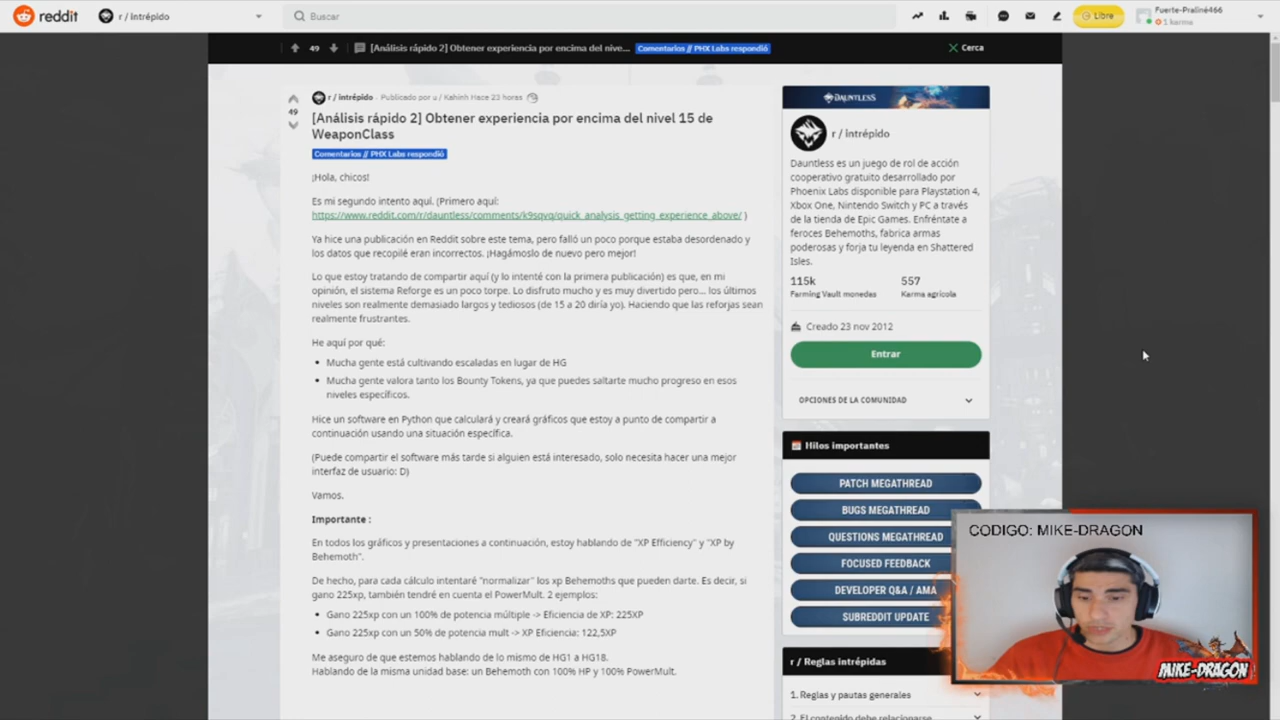 reddit
r / intrépido
Buscar
Libre
Fuerte-Praliné466
1 karma
49
[Análisis rápido 2] Obtener experiencia por encima del nive...
Comentarios // PHX Labs respondió
Cerca
r / intrépido · Publicado por u / Kahinh Hace 23 horas
49
[Análisis rápido 2] Obtener experiencia por encima del nivel 15 de
WeaponClass
Comentarios // PHX Labs respondió
¡Hola, chicos!
Es mi segundo intento aquí. (Primero aquí:
https://www.reddit.com/r/dauntless/comments/k9sqvq/quick_analysis_getting_experience_above/ )
Ya hice una publicación en Reddit sobre este tema, pero falló un poco porque estaba desordenado y
los datos que recopilé eran incorrectos. ¡Hagámoslo de nuevo pero mejor!
Lo que estoy tratando de compartir aquí (y lo intenté con la primera publicación) es que, en mi
opinión, el sistema Reforge es un poco torpe. Lo disfruto mucho y es muy divertido pero... los últimos
niveles son realmente demasiado largos y tediosos (de 15 a 20 diría yo). Haciendo que las reforjas sean
realmente frustrantes.
He aquí por qué:
• Mucha gente está cultivando escaladas en lugar de HG
• Mucha gente valora tanto los Bounty Tokens, ya que puedes saltarte mucho progreso en esos
niveles específicos.
Hice un software en Python que calculará y creará gráficos que estoy a punto de compartir a
continuación usando una situación específica.
(Puede compartir el software más tarde si alguien está interesado, solo necesita hacer una mejor
interfaz de usuario: D)
Vamos.
Importante :
En todos los gráficos y presentaciones a continuación, estoy hablando de "XP Efficiency" y "XP by
Behemoth".
De hecho, para cada cálculo intentaré "normalizar" los xp Behemoths que pueden darte. Es decir, si
gano 225xp, también tendré en cuenta el PowerMult. 2 ejemplos:
• Gano 225xp con un 100% de potencia múltiple -> Eficiencia de XP: 225XP
• Gano 225xp con un 50% de potencia mult -> XP Eficiencia: 122,5XP
Me aseguro de que estemos hablando de lo mismo de HG1 a HG18.
Hablando de la misma unidad base: un Behemoth con 100% HP y 100% PowerMult.
DAUNTLESS
r / intrépido
Dauntless es un juego de rol de acción
cooperativo gratuito desarrollado por
Phoenix Labs disponible para Playstation 4,
Xbox One, Nintendo Switch y PC a través
de la tienda de Epic Games. Enfréntate a
feroces Behemoths, fabrica armas
poderosas y forja tu leyenda en Shattered
Isles.
115k 557
Farming Vault monedas Karma agrícola
Creado 23 nov 2012
Entrar
OPCIONES DE LA COMUNIDAD
Hilos importantes
PATCH MEGATHREAD
BUGS MEGATHREAD
QUESTIONS MEGATHREAD
FOCUSED FEEDBACK
DEVELOPER Q&A / AMA
SUBREDDIT UPDATE
r / Reglas intrépidas
1. Reglas y pautas generales
2. El contenido debe relacionarse
CODIGO: MIKE-DRAGON
MIKE-DRAGON